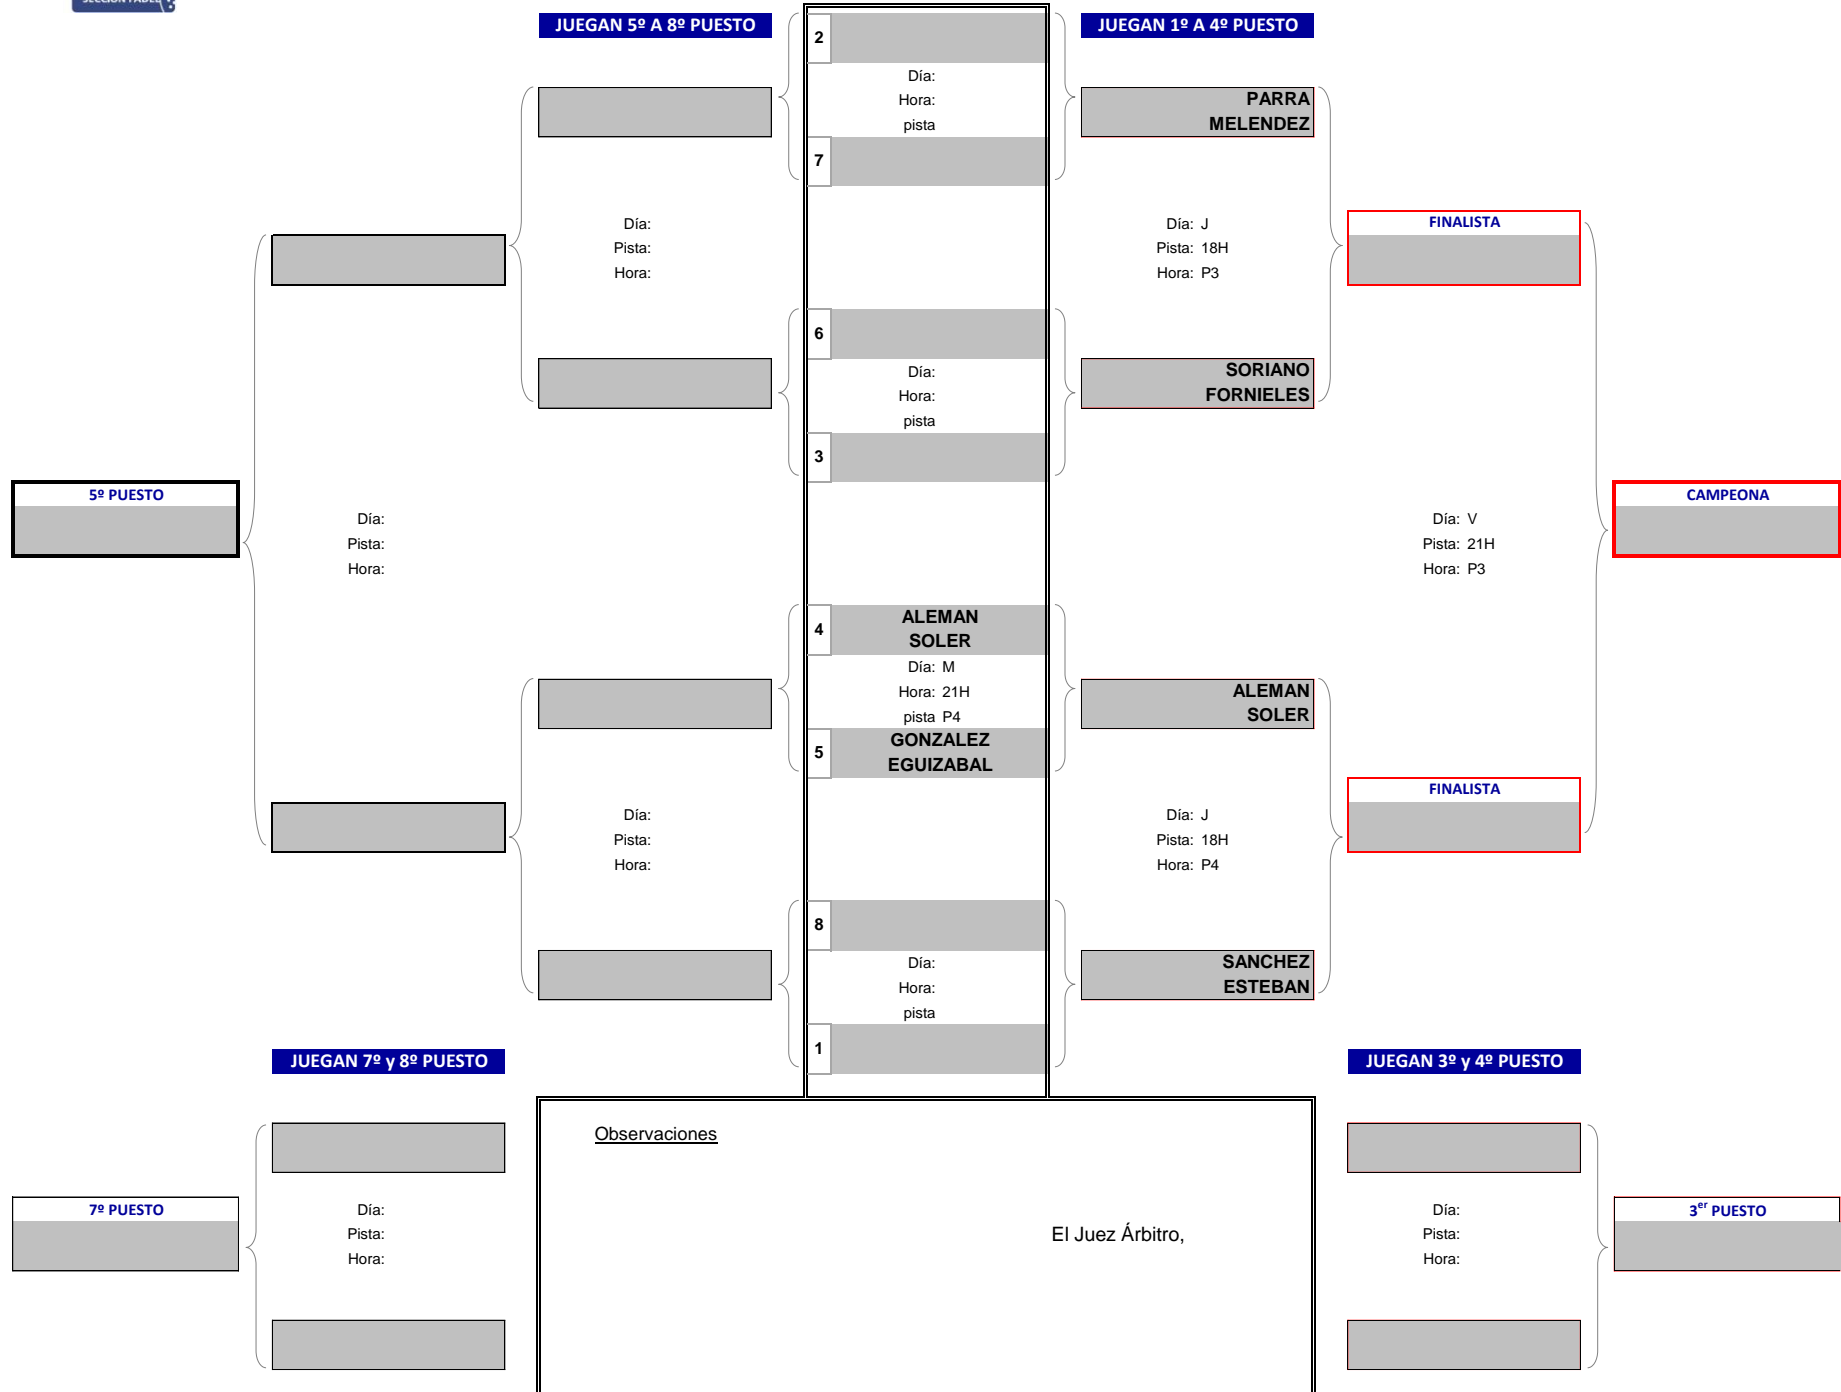 SECCIÓN PADEL
JUEGAN 5º A 8º PUESTO
JUEGAN 1º A 4º PUESTO
2
Día:
Hora:
pista
7
PARRA
MELENDEZ
Día:
Pista:
Hora:
Día: J
Pista: 18H
Hora: P3
FINALISTA
6
Día:
Hora:
pista
3
SORIANO
FORNIELES
5º PUESTO
Día:
Pista:
Hora:
Día: V
Pista: 21H
Hora: P3
CAMPEONA
4
ALEMAN
SOLER
Día: M
Hora: 21H
pista P4
5
GONZALEZ
EGUIZABAL
ALEMAN
SOLER
Día:
Pista:
Hora:
Día: J
Pista: 18H
Hora: P4
FINALISTA
8
Día:
Hora:
pista
1
SANCHEZ
ESTEBAN
JUEGAN 7º y 8º PUESTO
JUEGAN 3º y 4º PUESTO
Observaciones
El Juez Árbitro,
7º PUESTO
Día:
Pista:
Hora:
Día:
Pista:
Hora:
3er PUESTO